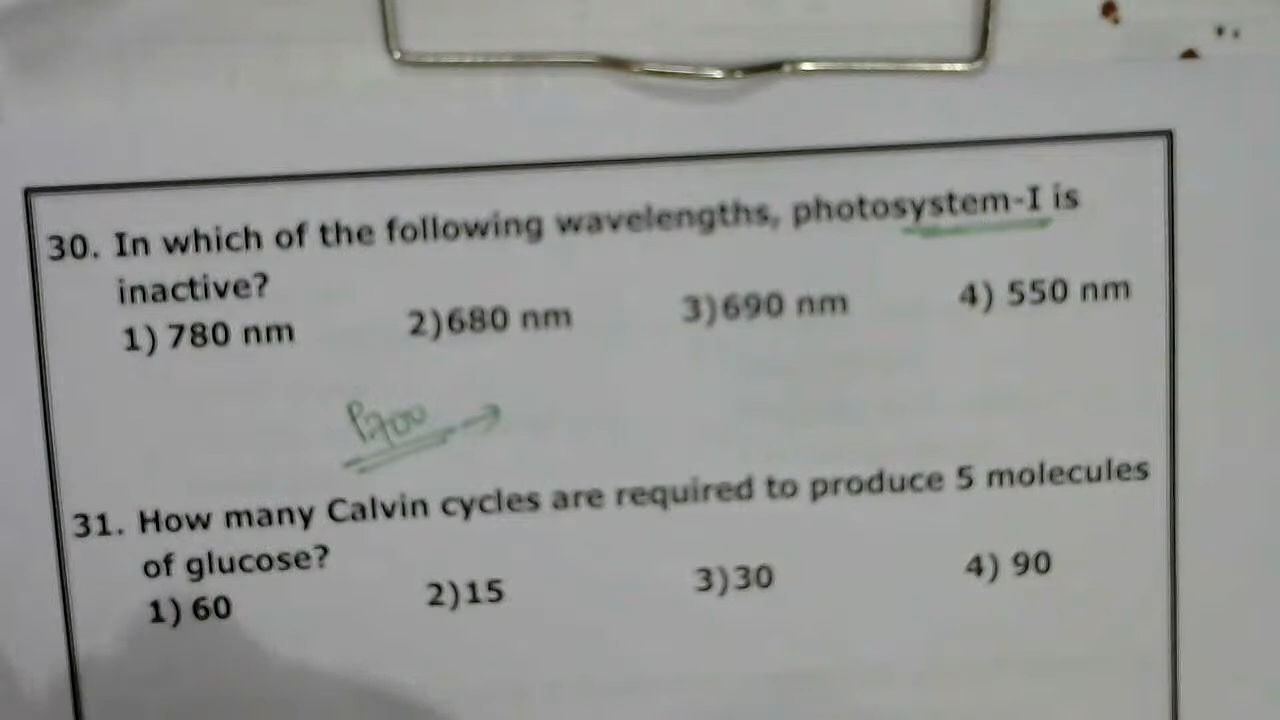 30. In which of the following wavelengths, photosystem-I is
inactive?
1) 780 nm 2)680 nm 3)690 nm 4) 550 nm
P700
31. How many Calvin cycles are required to produce 5 molecules
of glucose?
1) 60 2)15 3)30 4) 90